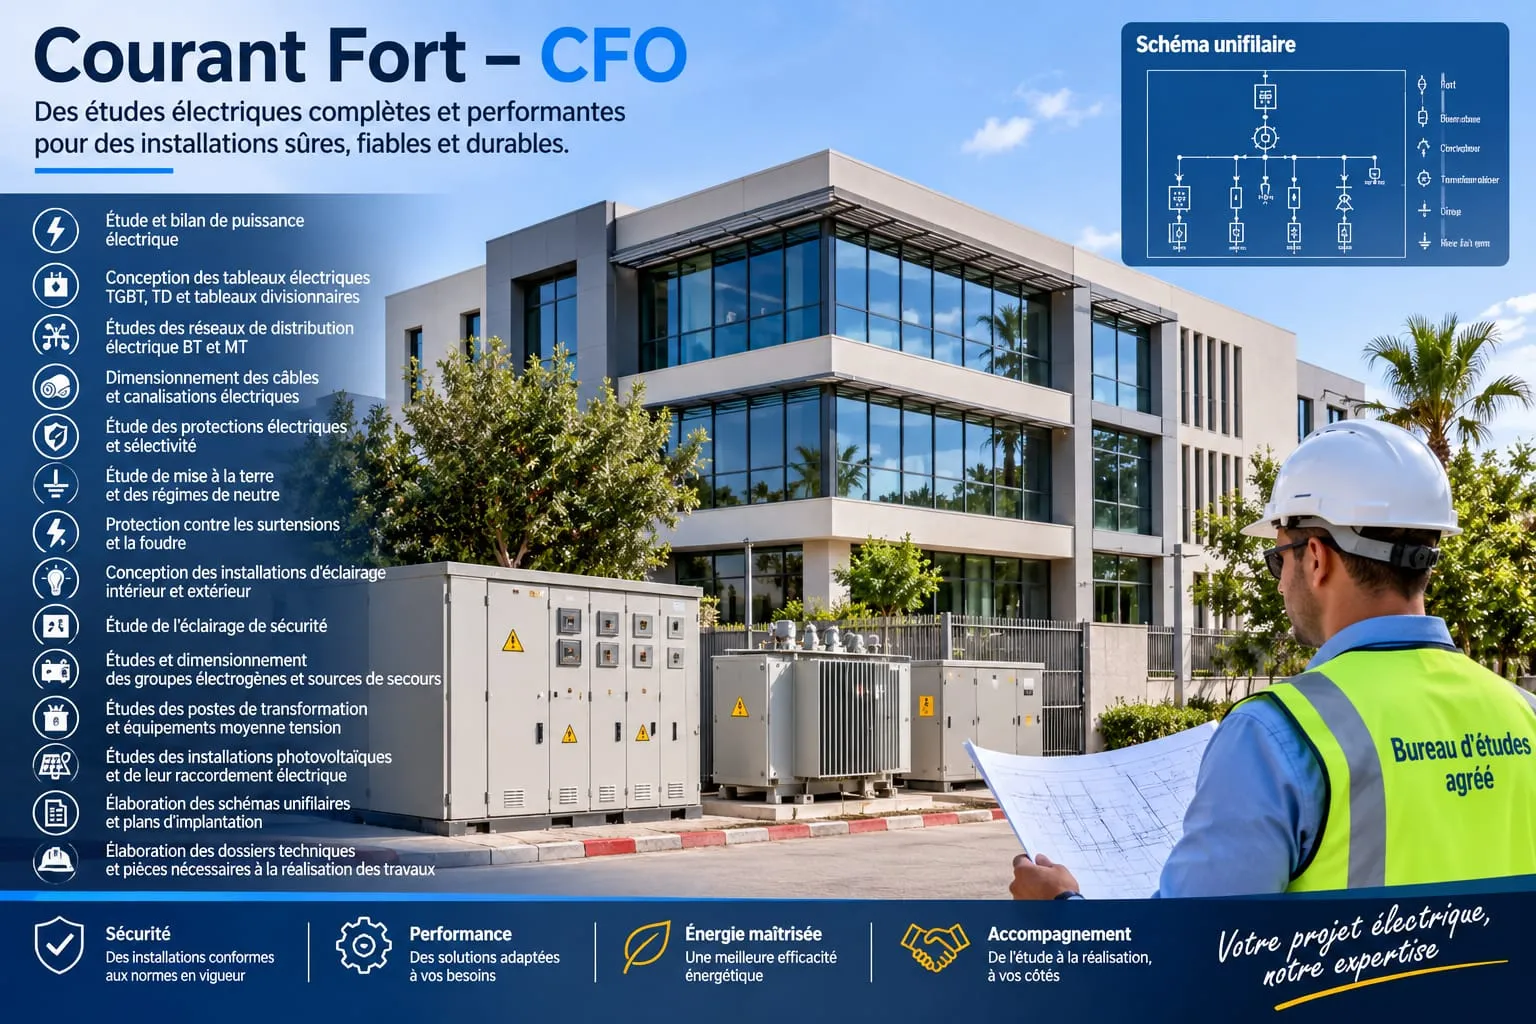 Courant Fort – CFO
Des études électriques complètes et performantes
pour des installations sûres, fiables et durables.
Schéma unifilaire
Étude et bilan de puissance
électrique
Conception des tableaux électriques
TGBT, TD et tableaux divisionnaires
Études des réseaux de distribution
électrique BT et MT
Dimensionnement des câbles
et canalisations électriques
Étude des protections électriques
et sélectivité
Étude de mise à la terre
et des régimes de neutre
Protection contre les surtensions
et la foudre
Conception des installations d'éclairage
intérieur et extérieur
Étude de l'éclairage de sécurité
Études et dimensionnement
des groupes électrogènes et sources de secours
Études des postes de transformation
et équipements moyenne tension
Études des installations photovoltaïques
et de leur raccordement électrique
Élaboration des schémas unifilaires
et plans d'implantation
Élaboration des dossiers techniques
et pièces nécessaires à la réalisation des travaux
Bureau d'études
agréé
Sécurité
Des installations conformes
aux normes en vigueur
Performance
Des solutions adaptées
à vos besoins
Énergie maîtrisée
Une meilleure efficacité
énergétique
Accompagnement
De l'étude à la réalisation,
à vos côtés
Votre projet électrique,
notre expertise